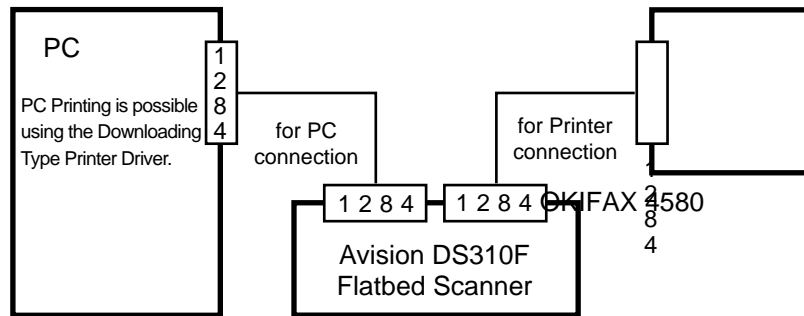 PC
1
2
8
4
PC Printing is possible
using the Downloading
Type Printer Driver.
for PC
connection
for Printer
connection
1 2 8 4
1 2 8 4
OKIFAX 4580
1
2
8
4
Avision DS310F
Flatbed Scanner